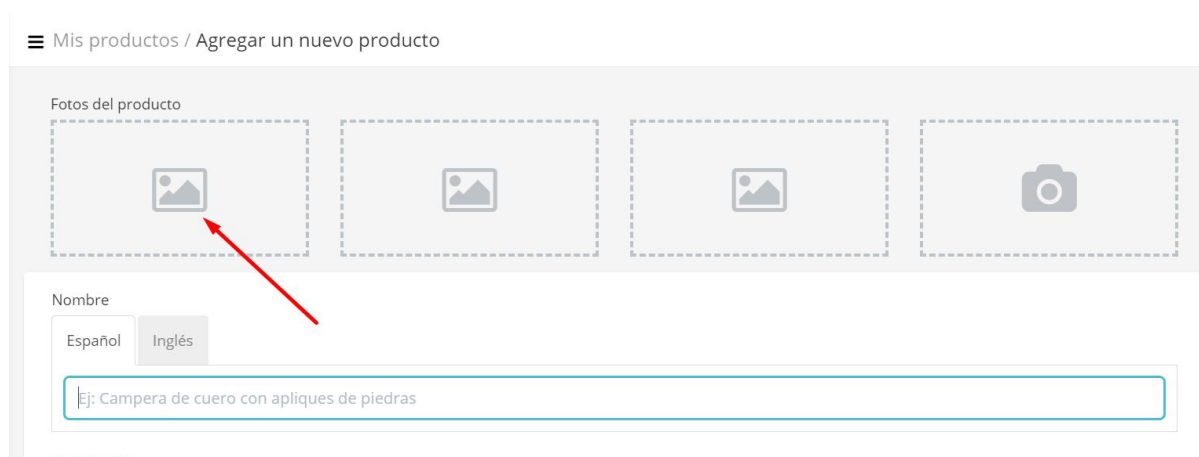 Mis productos / Agregar un nuevo producto
Fotos del producto
Nombre
Español Inglés
Ej: Campera de cuero con apliques de piedras